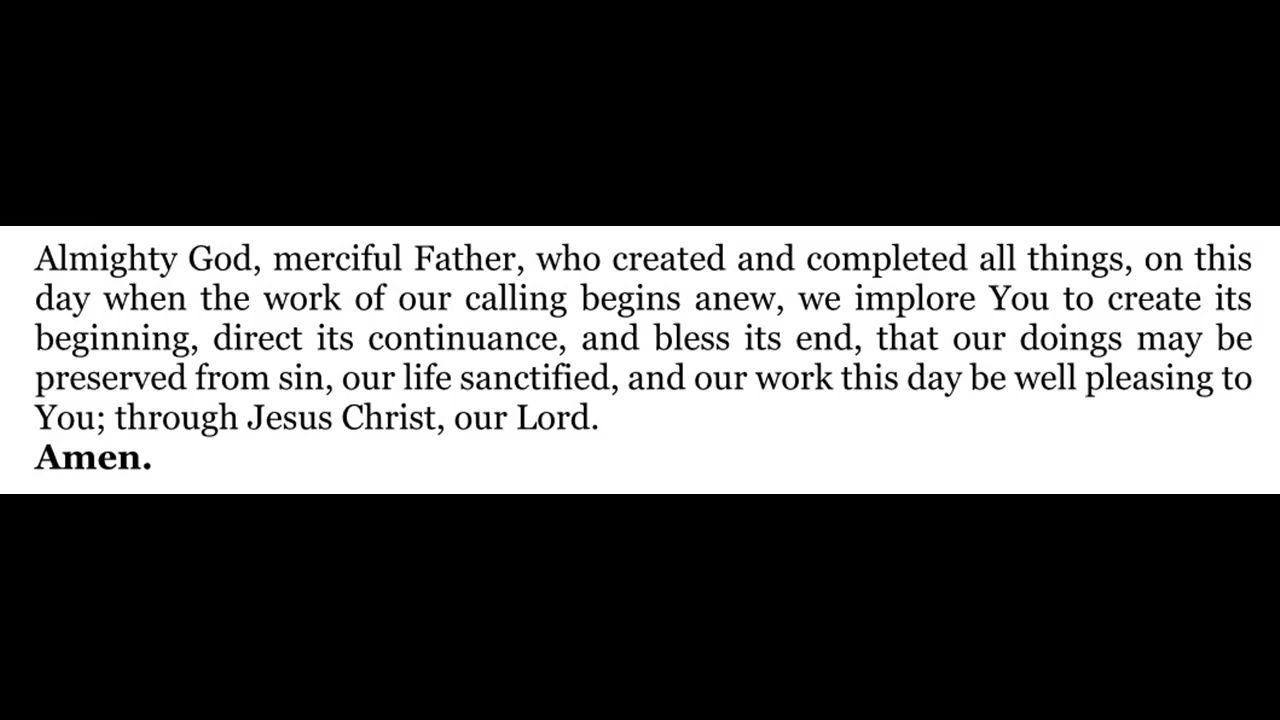 Almighty God, merciful Father, who created and completed all things, on this
day when the work of our calling begins anew, we implore You to create its
beginning, direct its continuance, and bless its end, that our doings may be
preserved from sin, our life sanctified, and our work this day be well pleasing to
You; through Jesus Christ, our Lord.
Amen.